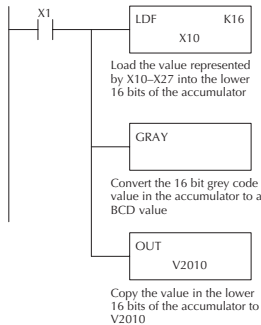 X1
LDF K16
X10
Load the value represented
by X10–X27 into the lower
16 bits of the accumulator
GRAY
Convert the 16 bit grey code
value in the accumulator to a
BCD value
OUT
V2010
Copy the value in the lower
16 bits of the accumulator to
V2010